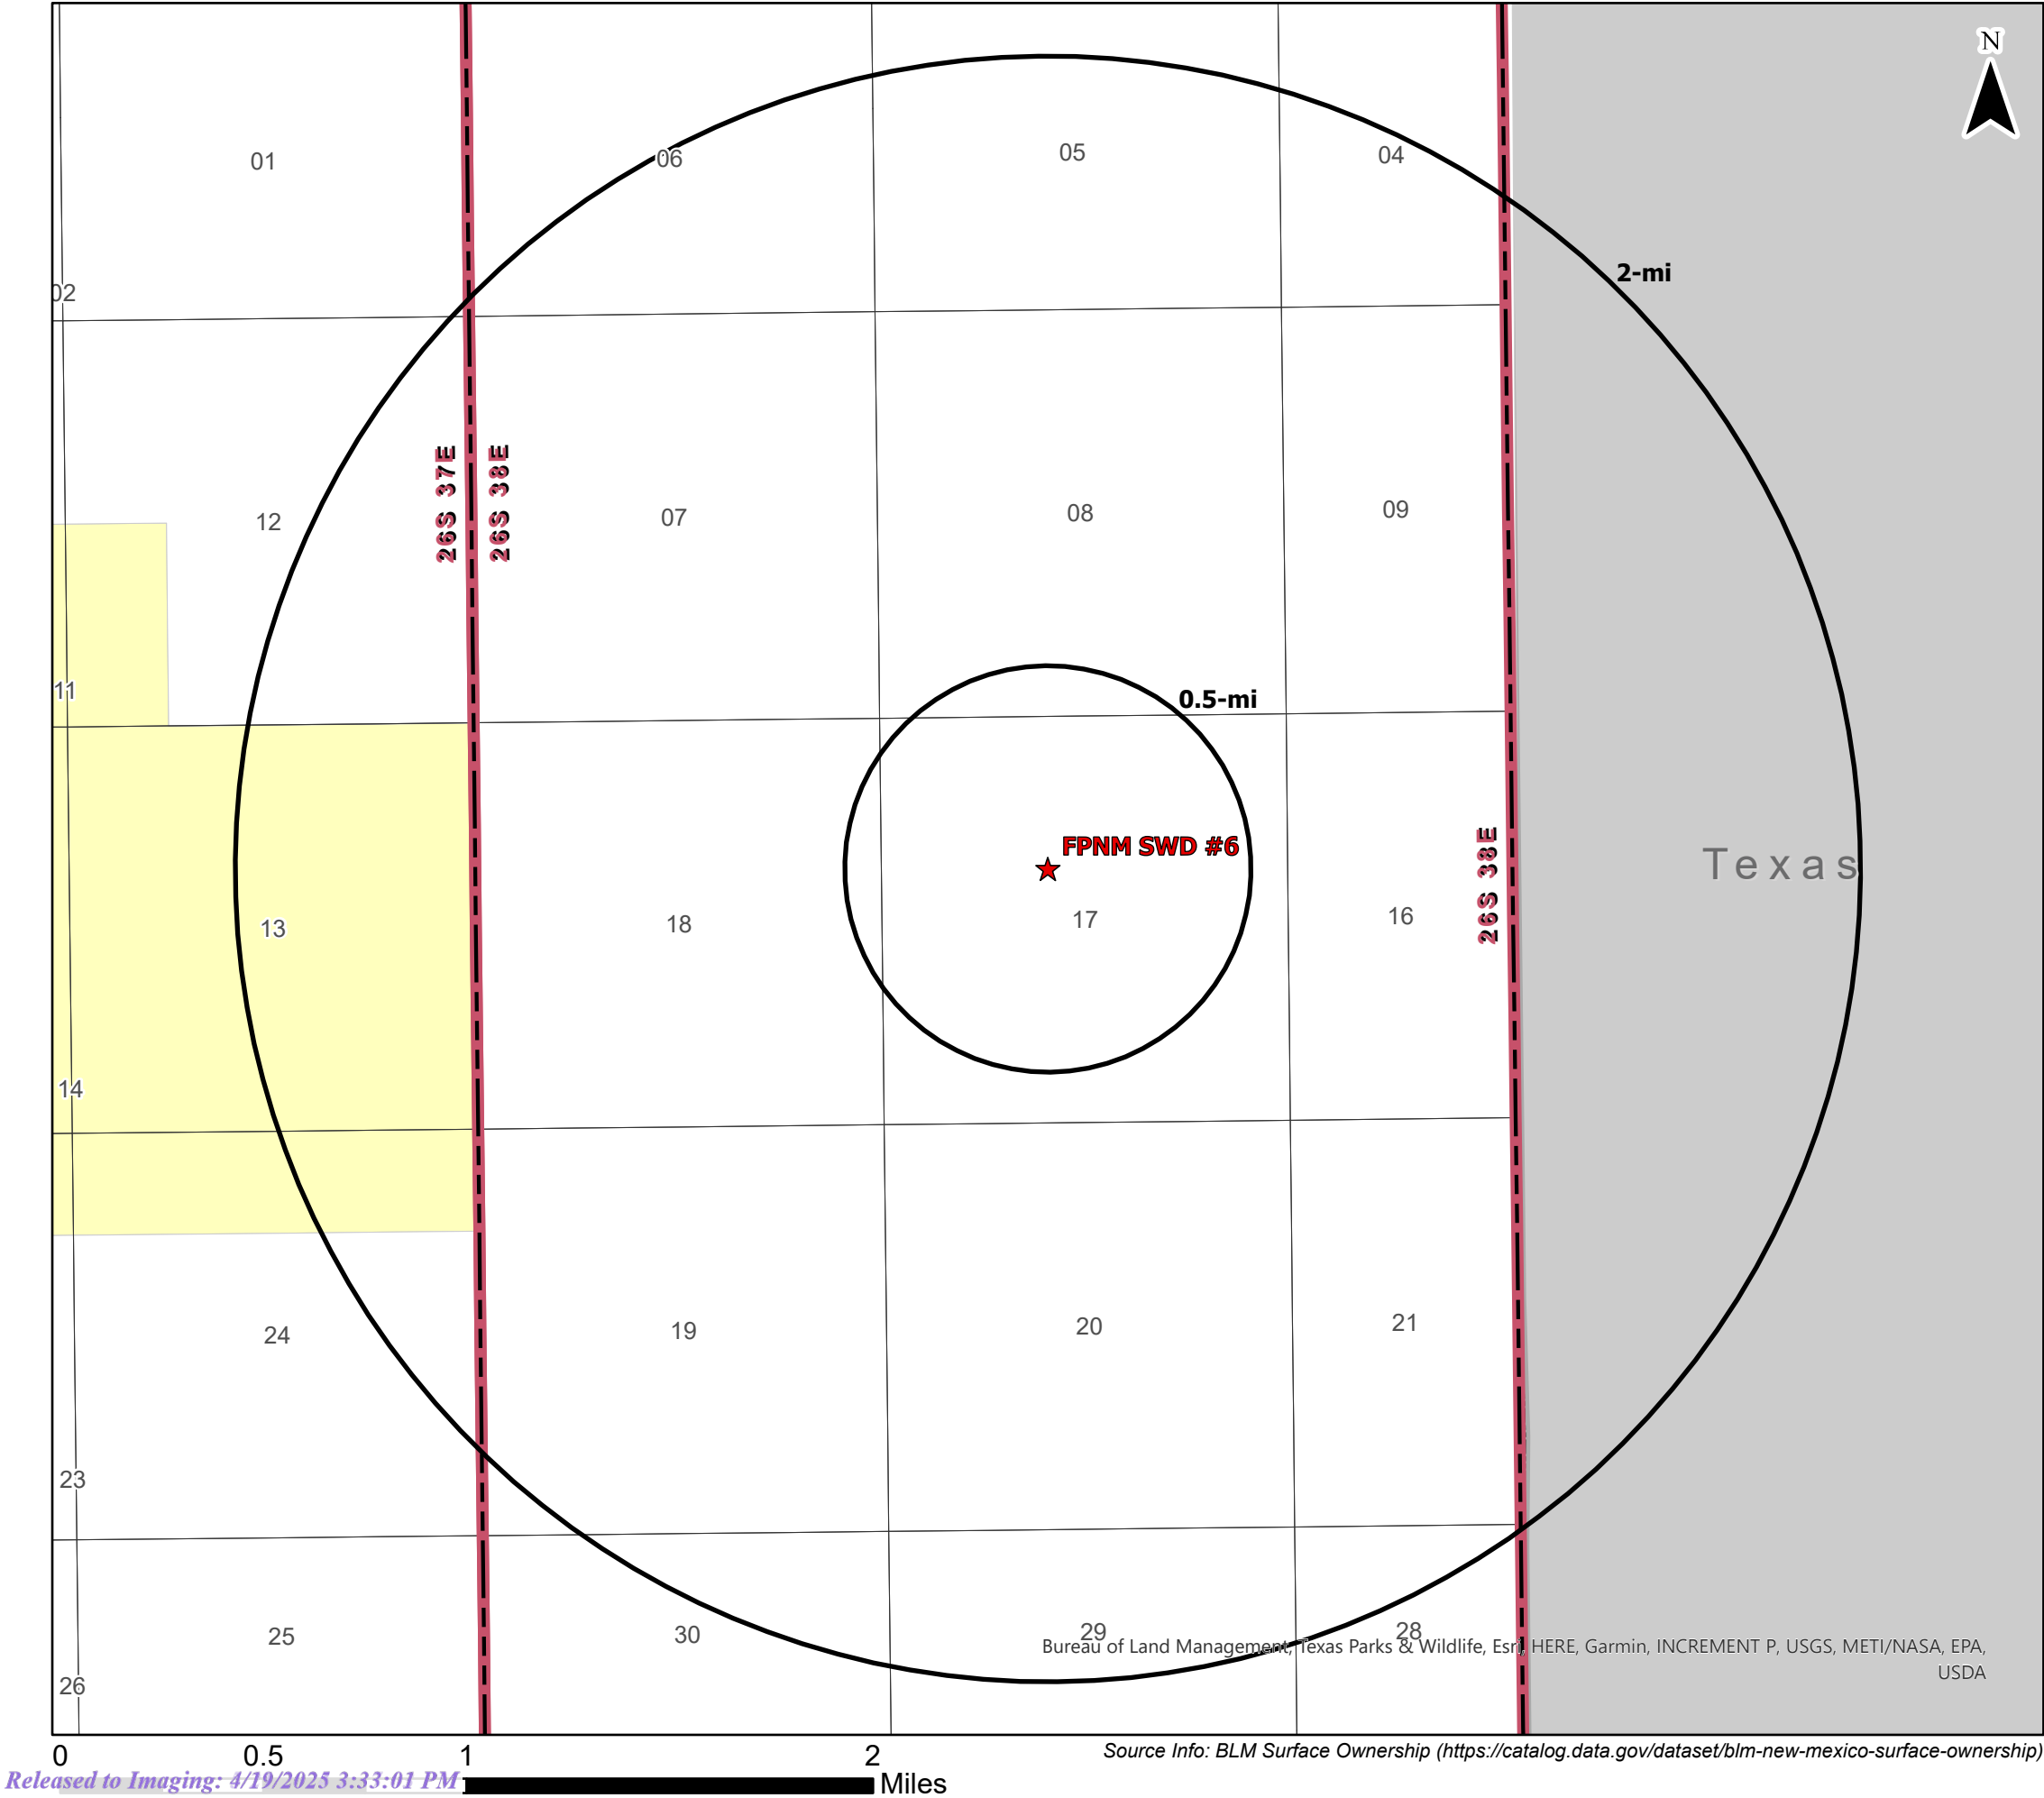 N
01
06
05
04
2-mi
02
26S 37E
26S 38E
12
07
08
09
11
0.5-mi
FPNM SWD #6
26S 38E
Texas
13
18
17
16
14
24
19
20
21
23
25
30
29
28
Bureau of Land Management, Texas Parks & Wildlife, Esri, HERE, Garmin, INCREMENT P, USGS, METI/NASA, EPA,
USDA
26
0 0.5 1 2
Source Info: BLM Surface Ownership (https://catalog.data.gov/dataset/blm-new-mexico-surface-ownership)
Released to Imaging: 4/19/2025 3:33:01 PM
Miles